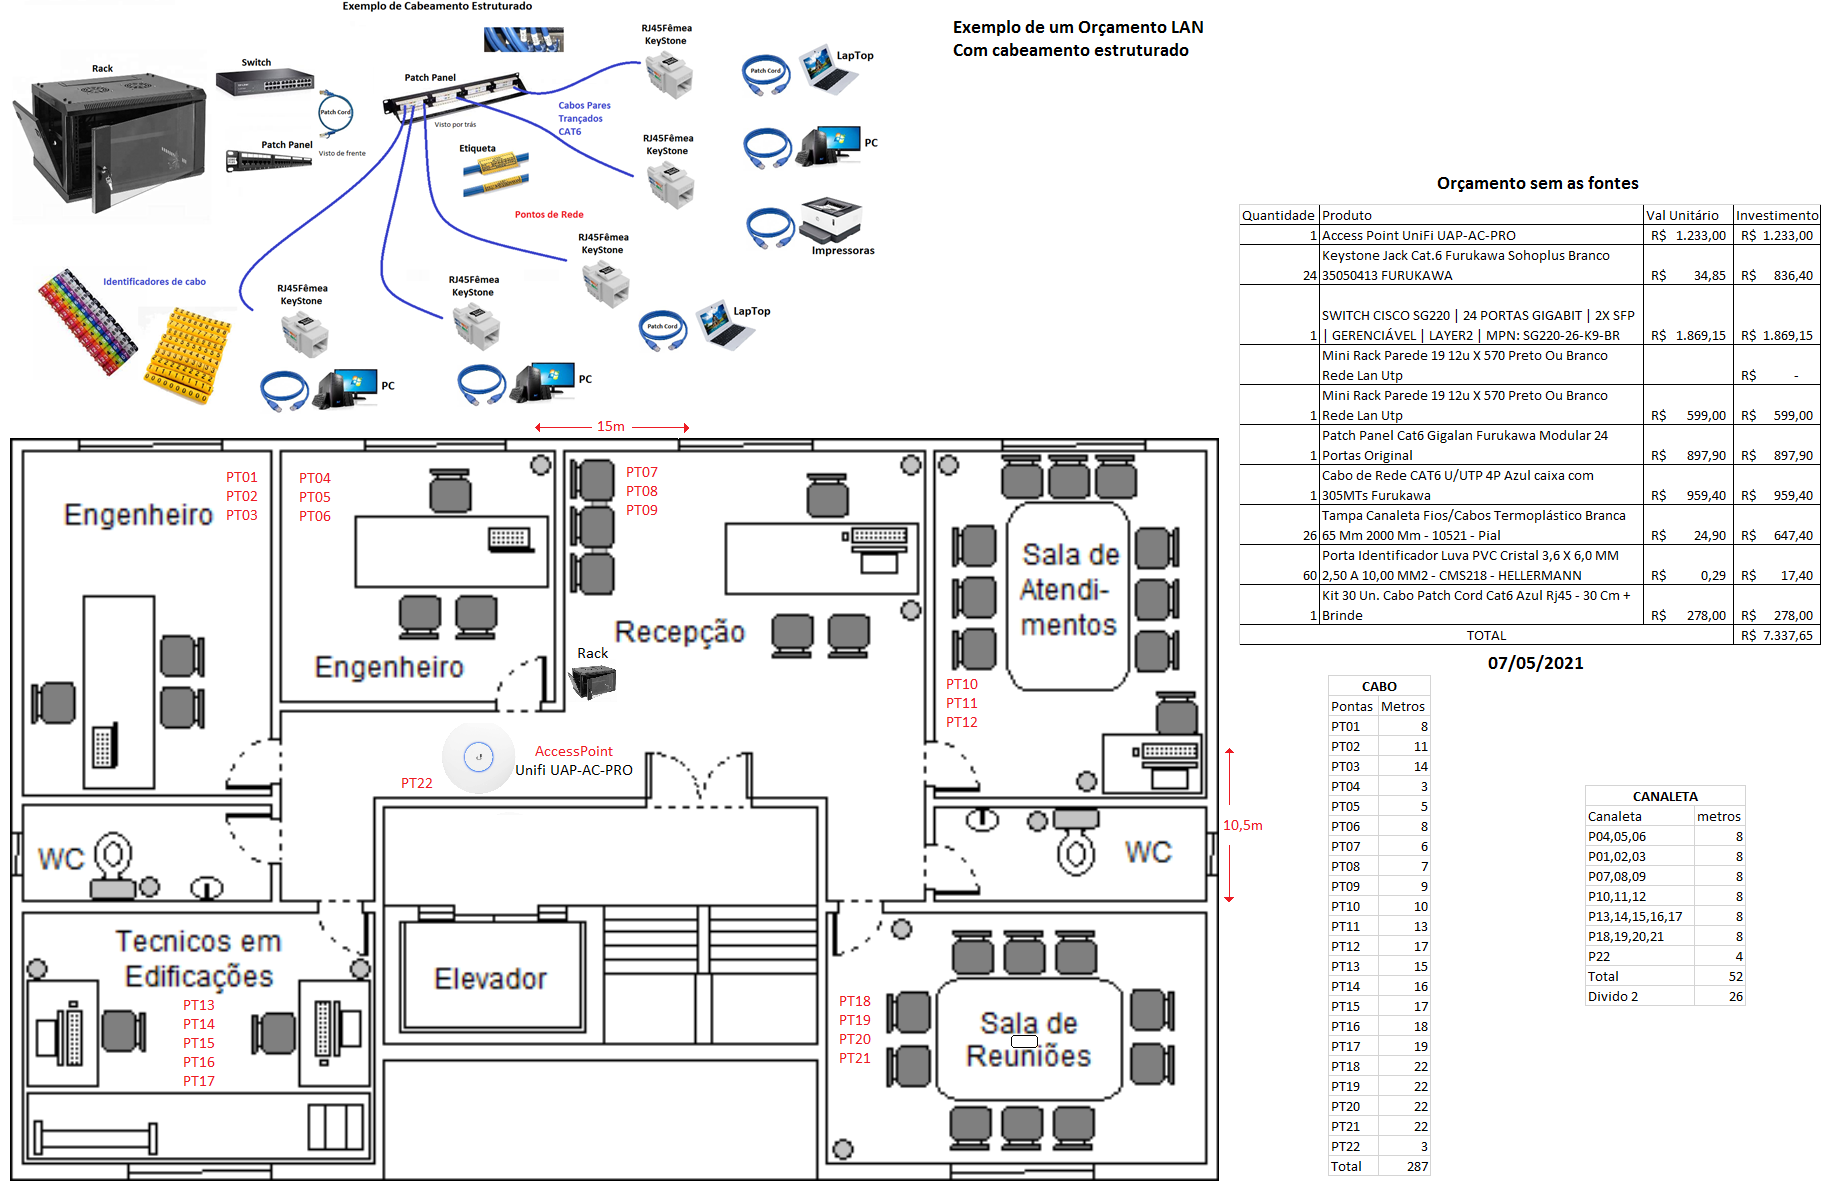 Exemplo de Cabeamento Estruturado
Exemplo de um Orçamento LAN
Com cabeamento estruturado
Rack
Switch
Patch Cord
Patch Panel
Visto de frente
Patch Panel
Visto por trás
Cabos Pares
Trançados
CAT6
Etiqueta
Pontos de Rede
RJ45Fêmea
KeyStone
Patch Cord
LapTop
RJ45Fêmea
KeyStone
PC
Impressoras
RJ45Fêmea
KeyStone
Patch Cord
LapTop
RJ45Fêmea
KeyStone
PC
RJ45Fêmea
KeyStone
PC
Identificadores de cabo
15m
PT01
PT02
PT03
Engenheiro
PT04
PT05
PT06
Engenheiro
PT07
PT08
PT09
Recepção
Rack
Sala de
Atendi-
mentos
PT10
PT11
PT12
AccessPoint
Unifi UAP-AC-PRO
PT22
10,5m
WC
WC
Tecnicos em
Edificações
PT13
PT14
PT15
PT16
PT17
Elevador
PT18
PT19
PT20
PT21
Sala de
Reuniões
Orçamento sem as fontes
Quantidade Produto Val Unitário Investimento
1 Access Point UniFi UAP-AC-PRO R$ 1.233,00 R$ 1.233,00
Keystone Jack Cat.6 Furukawa Sohoplus Branco
24 35050413 FURUKAWA R$ 34,85 R$ 836,40
SWITCH CISCO SG220 | 24 PORTAS GIGABIT | 2X SFP
1 | GERENCIÁVEL | LAYER2 | MPN: SG220-26-K9-BR R$ 1.869,15 R$ 1.869,15
Mini Rack Parede 19 12u X 570 Preto Ou Branco
Rede Lan Utp R$ -
Mini Rack Parede 19 12u X 570 Preto Ou Branco
1 Rede Lan Utp R$ 599,00 R$ 599,00
Patch Panel Cat6 Gigalan Furukawa Modular 24
1 Portas Original R$ 897,90 R$ 897,90
Cabo de Rede CAT6 U/UTP 4P Azul caixa com
1 305MTs Furukawa R$ 959,40 R$ 959,40
Tampa Canaleta Fios/Cabos Termoplástico Branca
26 65 Mm 2000 Mm - 10521 - Pial R$ 24,90 R$ 647,40
Porta Identificador Luva PVC Cristal 3,6 X 6,0 MM
60 2,50 A 10,00 MM2 - CMS218 - HELLERMANN R$ 0,29 R$ 17,40
Kit 30 Un. Cabo Patch Cord Cat6 Azul Rj45 - 30 Cm +
1 Brinde R$ 278,00 R$ 278,00
TOTAL R$ 7.337,65
07/05/2021
CABO
Pontas Metros
PT01 8
PT02 11
PT03 14
PT04 3
PT05 5
PT06 8
PT07 6
PT08 7
PT09 9
PT10 10
PT11 13
PT12 17
PT13 15
PT14 16
PT15 17
PT16 18
PT17 19
PT18 22
PT19 22
PT20 22
PT21 22
PT22 3
Total 287
CANALETA
Canaleta metros
P04,05,06 8
P01,02,03 8
P07,08,09 8
P10,11,12 8
P13,14,15,16,17 8
P18,19,20,21 8
P22 4
Total 52
Divido 2 26